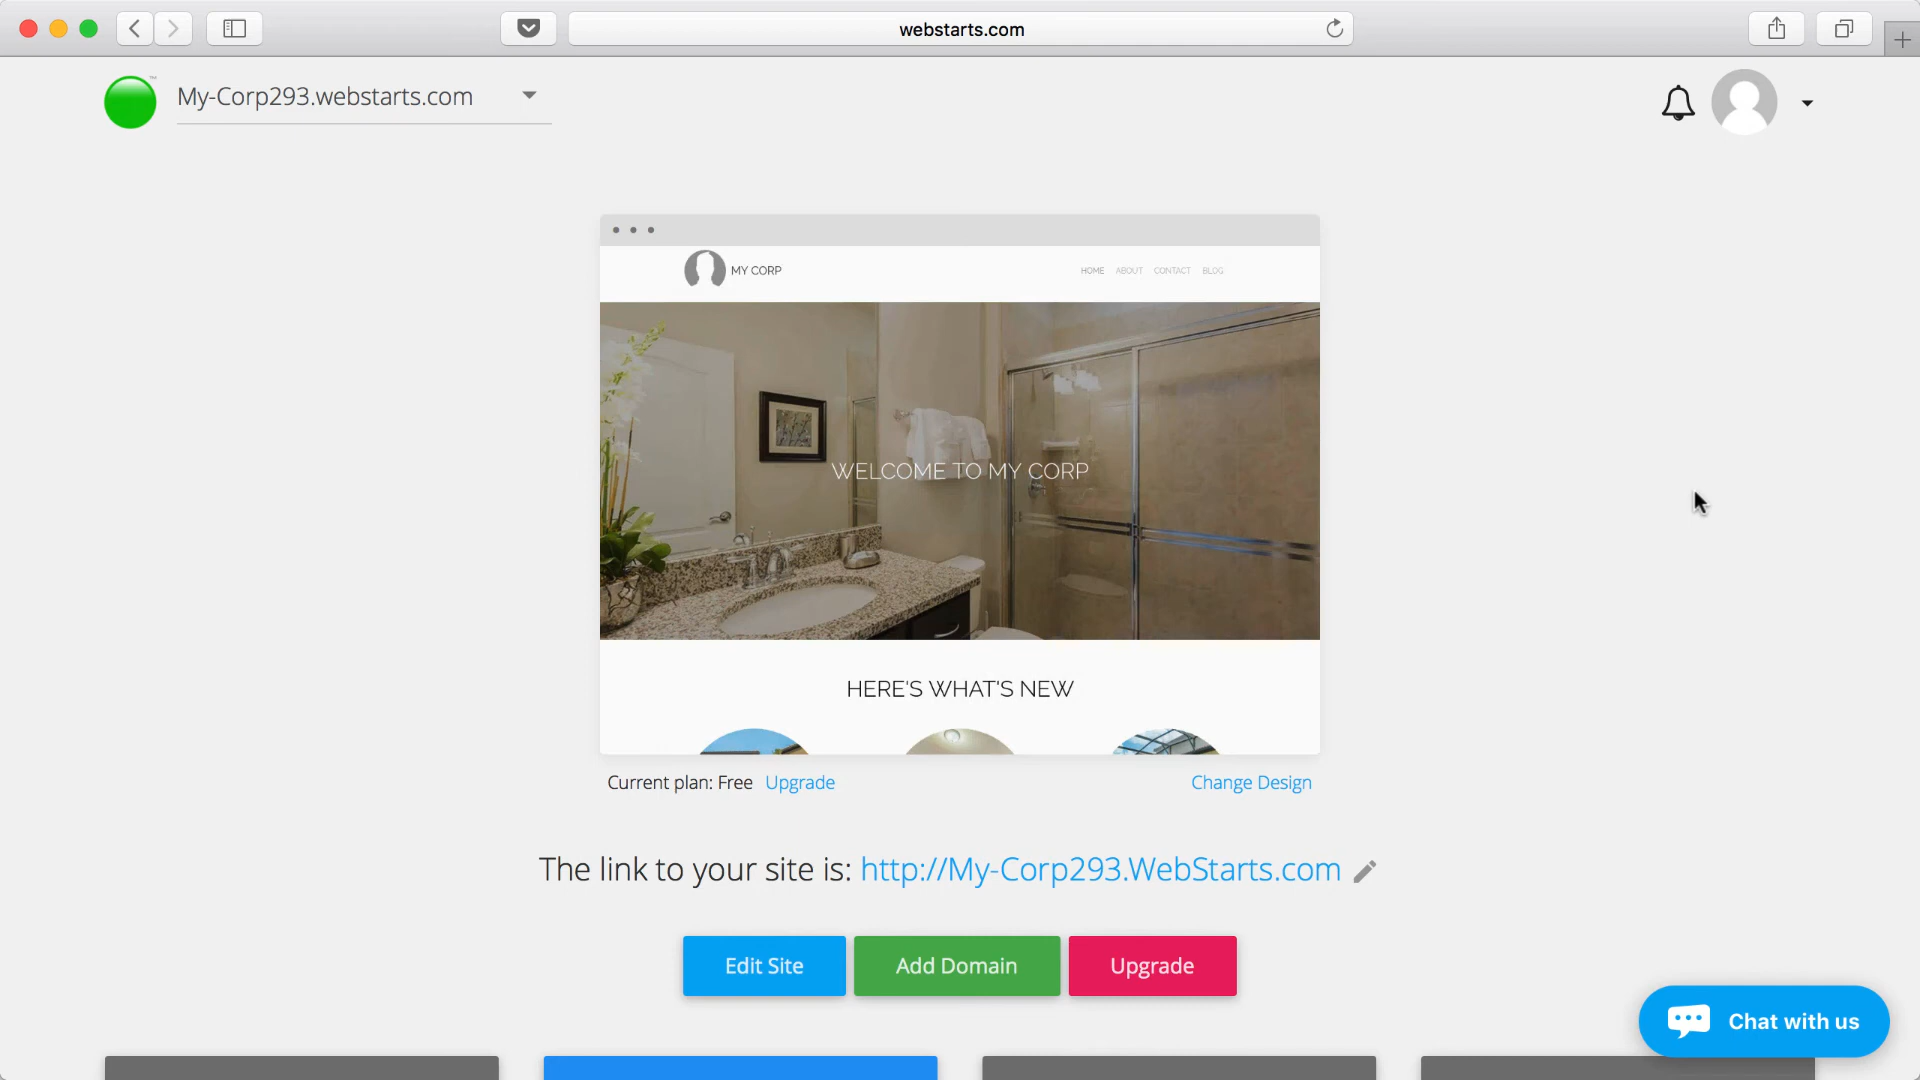 webstarts.com
My-Corp293.webstarts.com
MY CORP
HOME ABOUT CONTACT BLOG
WELCOME TO MY CORP
HERE'S WHAT'S NEW
Current plan: Free Upgrade
Change Design
The link to your site is: http://My-Corp293.WebStarts.com
Edit Site
Add Domain
Upgrade
Chat with us